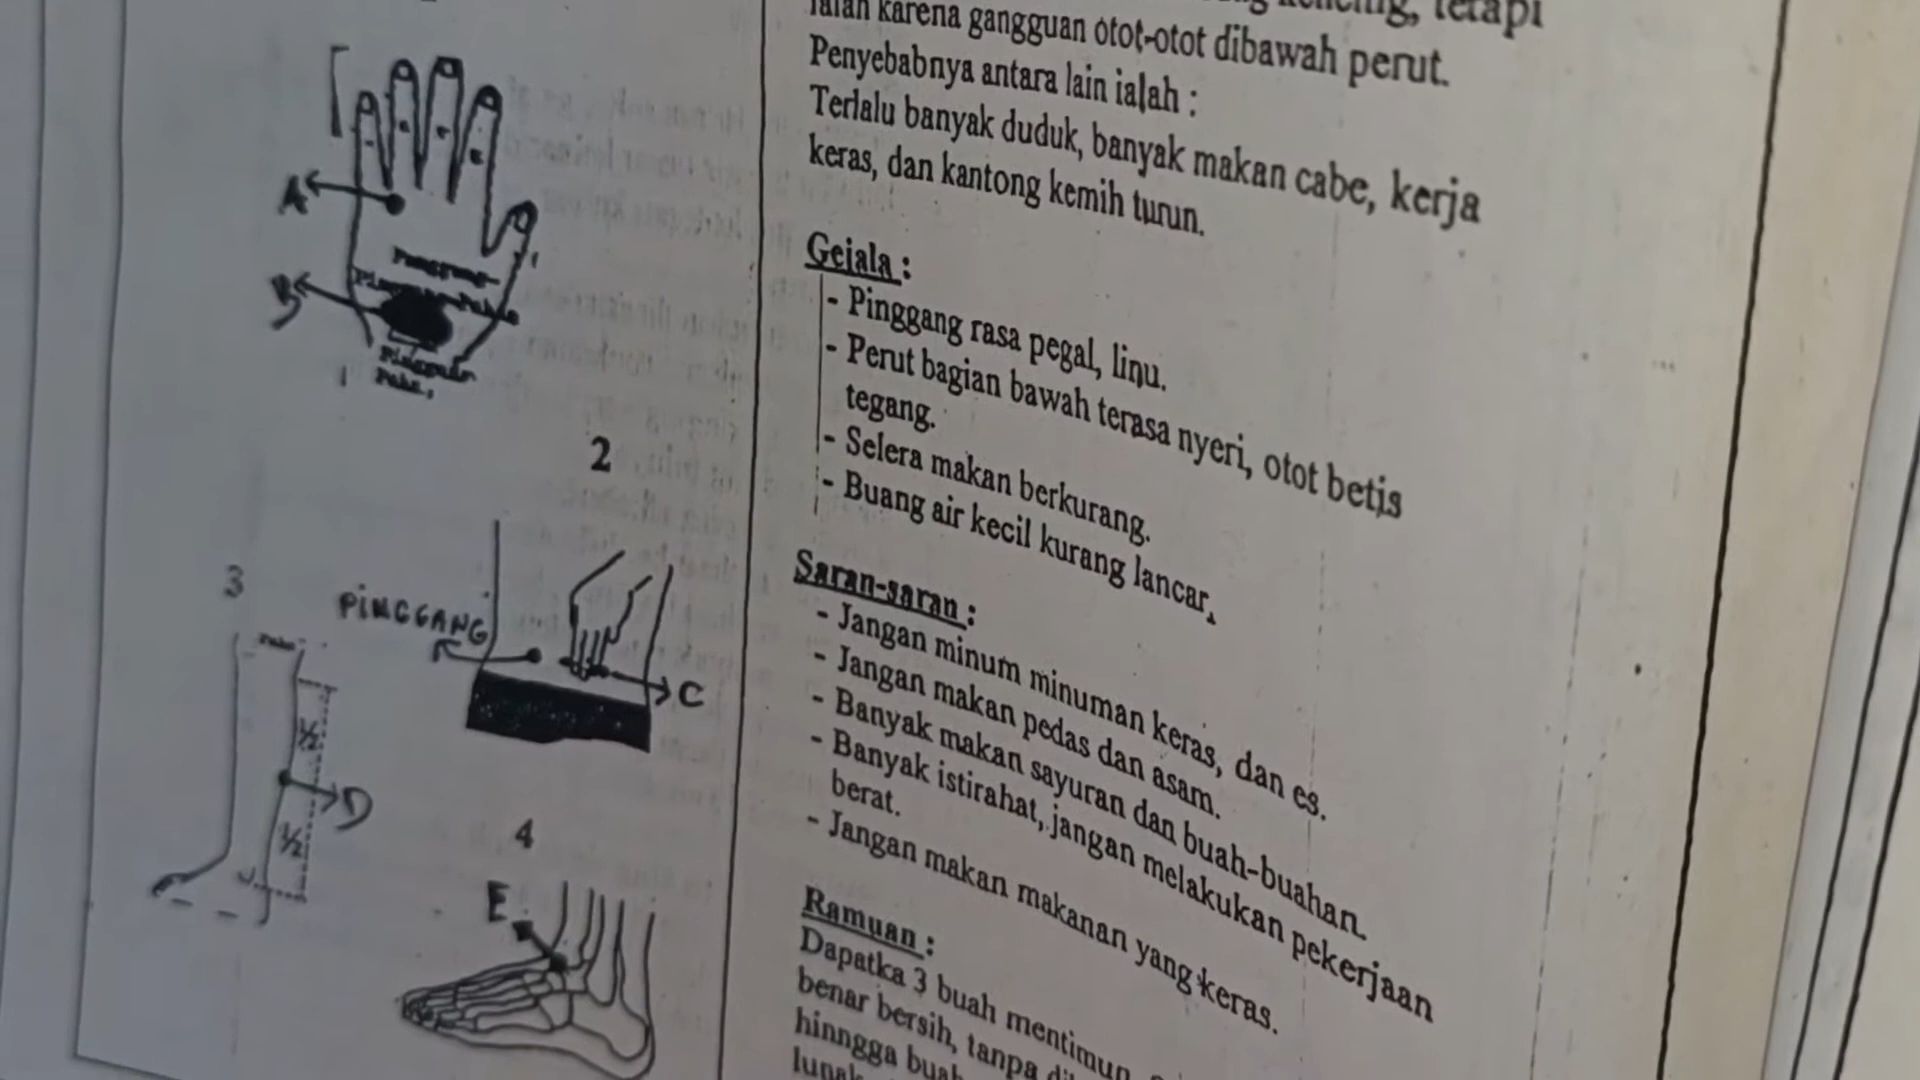 A
B
2
3
PINGGANG
C
½
D
½
4
E
tetapi
ialah karena gangguan otot-otot dibawah perut.
Penyebabnya antara lain ialah :
Terlalu banyak duduk, banyak makan cabe, kerja
keras, dan kantong kemih turun.
Gejala :
- Pinggang rasa pegal, linu.
- Perut bagian bawah terasa nyeri, otot betis
tegang.
- Selera makan berkurang.
- Buang air kecil kurang lancar.
Saran-saran :
- Jangan minum minuman keras, dan es.
- Jangan makan pedas dan asam.
- Banyak makan sayuran dan buah-buahan.
- Banyak istirahat, jangan melakukan pekerjaan
berat.
- Jangan makan makanan yang keras.
Ramuan :
Dapatka 3 buah mentimun
benar bersih, tanpa
hinngga